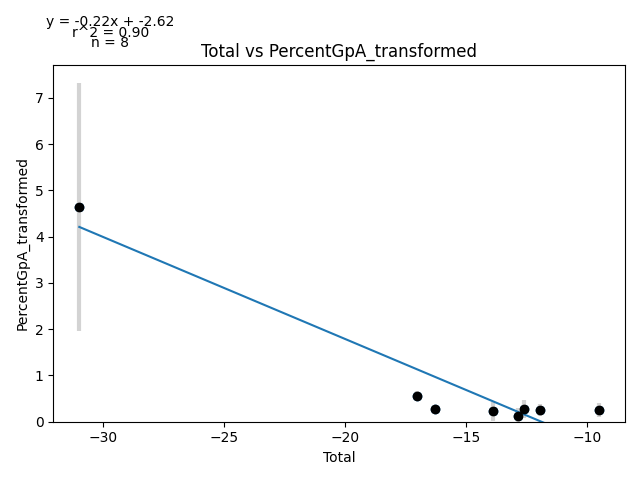 y = -0.22x + -2.62
r^2 = 0.90
n = 8
Total vs PercentGpA_transformed
PercentGpA_transformed
7
6
5
4
3
2
1
0
−30
−25
−20
−15
−10
Total